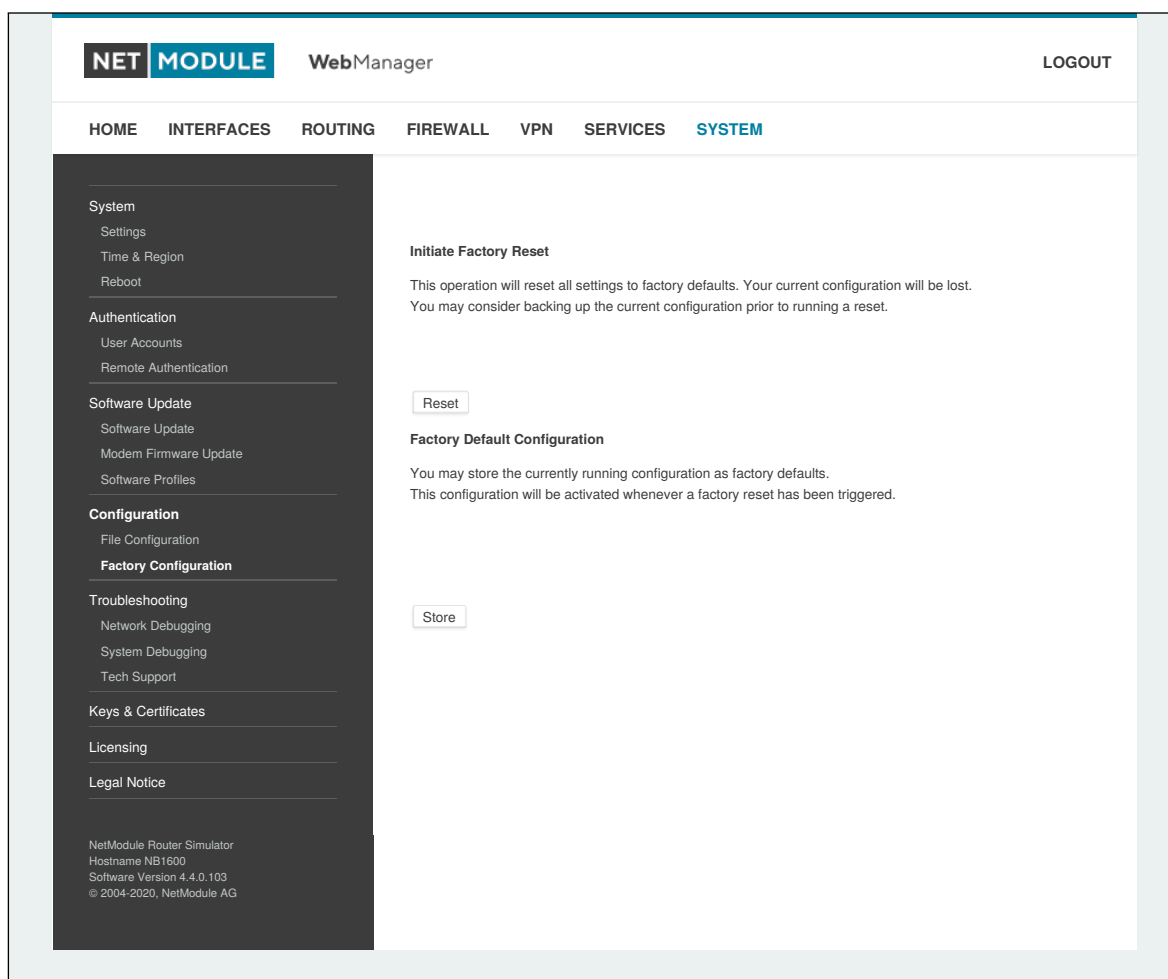 NET MODULE WebManager LOGOUT
HOME INTERFACES ROUTING FIREWALL VPN SERVICES SYSTEM
System
Settings
Time & Region
Reboot
Authentication
User Accounts
Remote Authentication
Software Update
Software Update
Modem Firmware Update
Software Profiles
Configuration
File Configuration
Factory Configuration
Troubleshooting
Network Debugging
System Debugging
Tech Support
Keys & Certificates
Licensing
Legal Notice
NetModule Router Simulator
Hostname NB1600
Software Version 4.4.0.103
© 2004-2020, NetModule AG
Initiate Factory Reset
This operation will reset all settings to factory defaults. Your current configuration will be lost.
You may consider backing up the current configuration prior to running a reset.
Reset
Factory Default Configuration
You may store the currently running configuration as factory defaults.
This configuration will be activated whenever a factory reset has been triggered.
Store